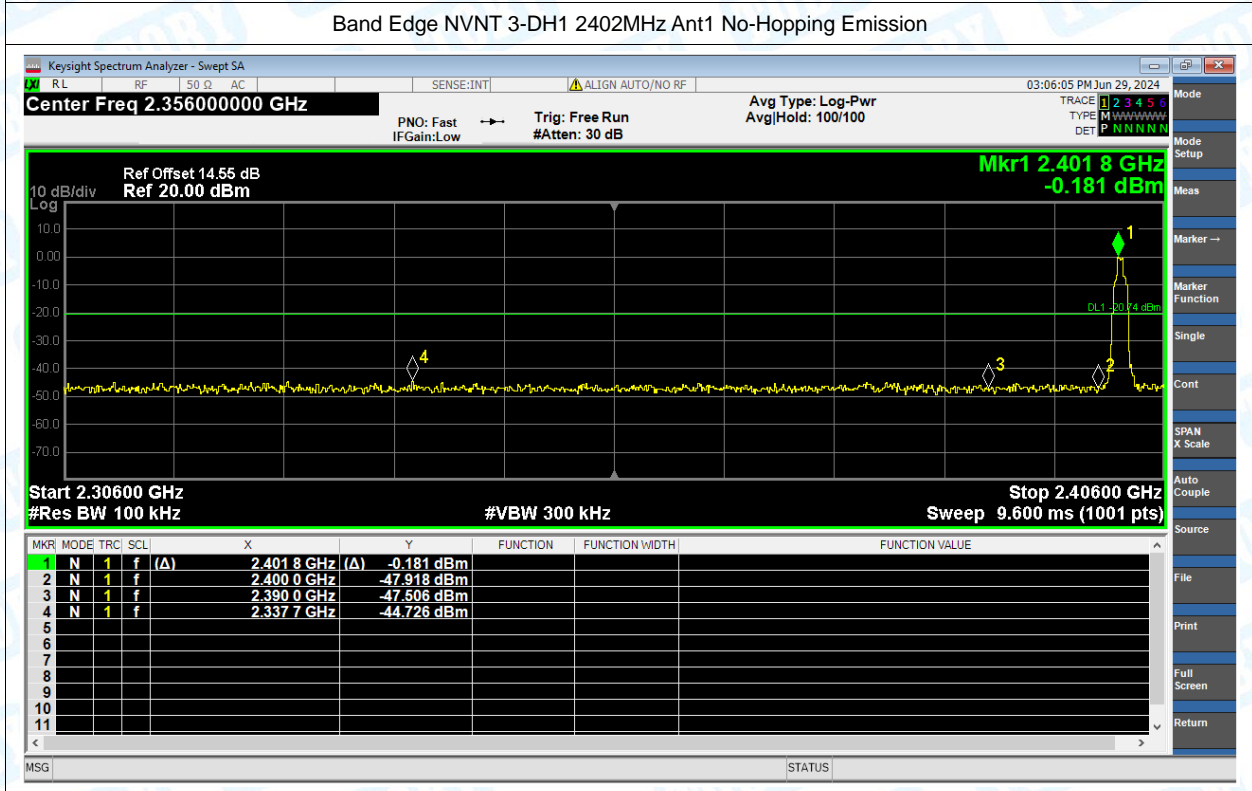 Band Edge NVNT 3-DH1 2402MHz Ant1 No-Hopping Emission
Keysight Spectrum Analyzer - Swept SA
LXI RL RF 50 Ω AC SENSE:INT ALIGN AUTO/NO RF 03:06:05 PM Jun 29, 2024
Center Freq 2.356000000 GHz
PNO: Fast
IFGain:Low
Trig: Free Run
#Atten: 30 dB
Avg Type: Log-Pwr
Avg|Hold: 100/100
TRACE 1 2 3 4 5 6
TYPE M W W W W W
DET P N N N N N
Ref Offset 14.55 dB
10 dB/div Ref 20.00 dBm
Log
Mkr1 2.401 8 GHz
-0.181 dBm
10.0
0.00
-10.0
-20.0
-30.0
-40.0
-50.0
-60.0
-70.0
1
DL1 -20.74 dBm
4
3
2
Start 2.30600 GHz Stop 2.40600 GHz
#Res BW 100 kHz #VBW 300 kHz Sweep 9.600 ms (1001 pts)
MKR MODE TRC SCL X Y FUNCTION FUNCTION WIDTH FUNCTION VALUE
1 N 1 f (Δ) 2.401 8 GHz (Δ) -0.181 dBm
2 N 1 f 2.400 0 GHz -47.918 dBm
3 N 1 f 2.390 0 GHz -47.506 dBm
4 N 1 f 2.337 7 GHz -44.726 dBm
5
6
7
8
9
10
11
MSG STATUS
Mode
Mode
Setup
Meas
Marker →
Marker
Function
Single
Cont
SPAN
X Scale
Auto
Couple
Source
File
Print
Full
Screen
Return